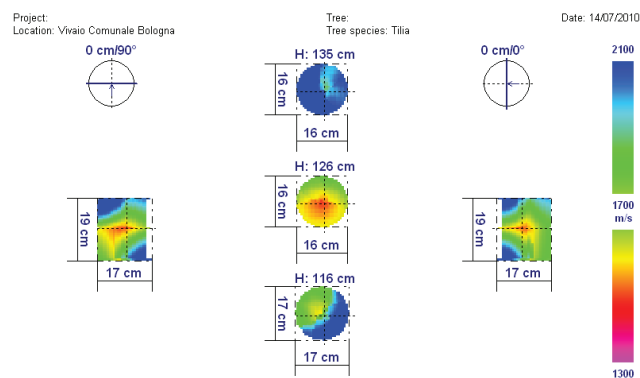 Project:
Location: Vivaio Comunale Bologna
Tree:
Tree species: Tilia
Date: 14/07/2010
0 cm/90°
H: 135 cm
16 cm
16 cm
0 cm/0°
2100
H: 126 cm
16 cm
16 cm
19 cm
17 cm
19 cm
17 cm
1700
m/s
H: 116 cm
17 cm
17 cm
1300